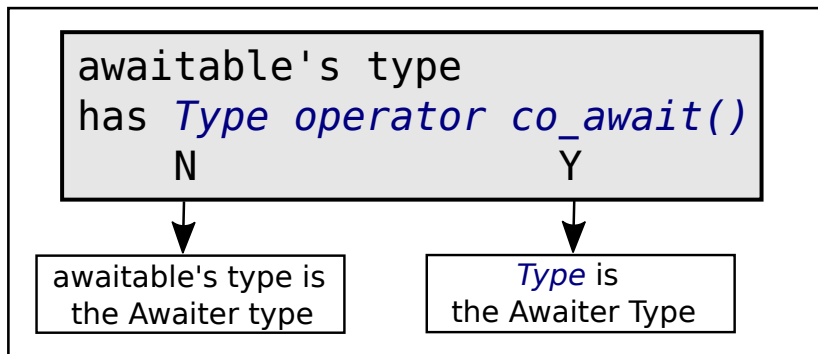 awaitable's type
has Type operator co_await()
N Y
awaitable's type is
the Awaiter type
Type is
the Awaiter Type